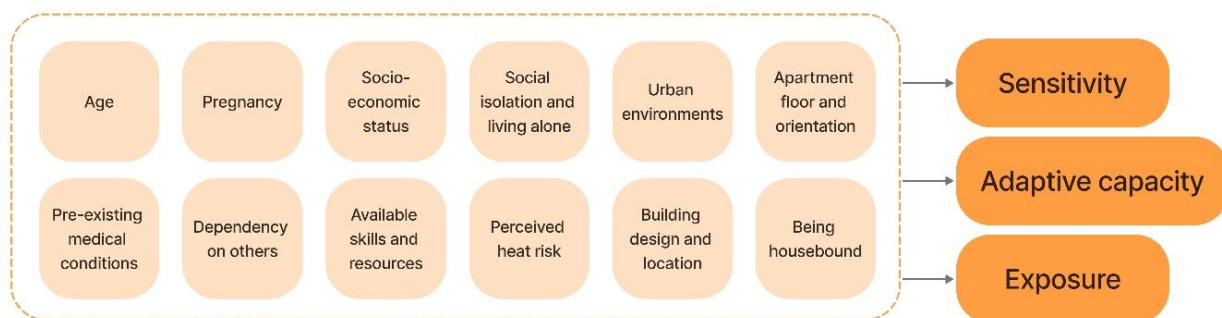 Age
Pregnancy
Socio-
economic
status
Social
isolation and
living alone
Urban
environments
Apartment
floor and
orientation
Sensitivity
Adaptive capacity
Pre-existing
medical
conditions
Dependency
on others
Available
skills and
resources
Perceived
heat risk
Building
design and
location
Being
housebound
Exposure